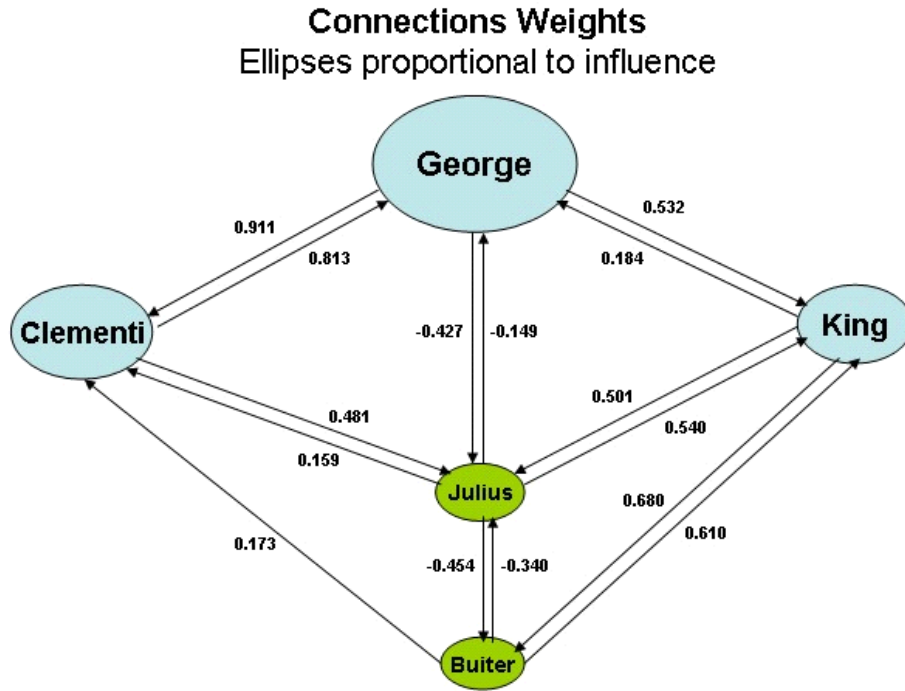 Connections Weights
Ellipses proportional to influence
George
0.911
0.532
0.813
0.184
Clementi
-0.427
-0.149
King
0.481
0.501
0.159
0.540
Julius
0.680
0.173
0.610
-0.454
-0.340
Buiter